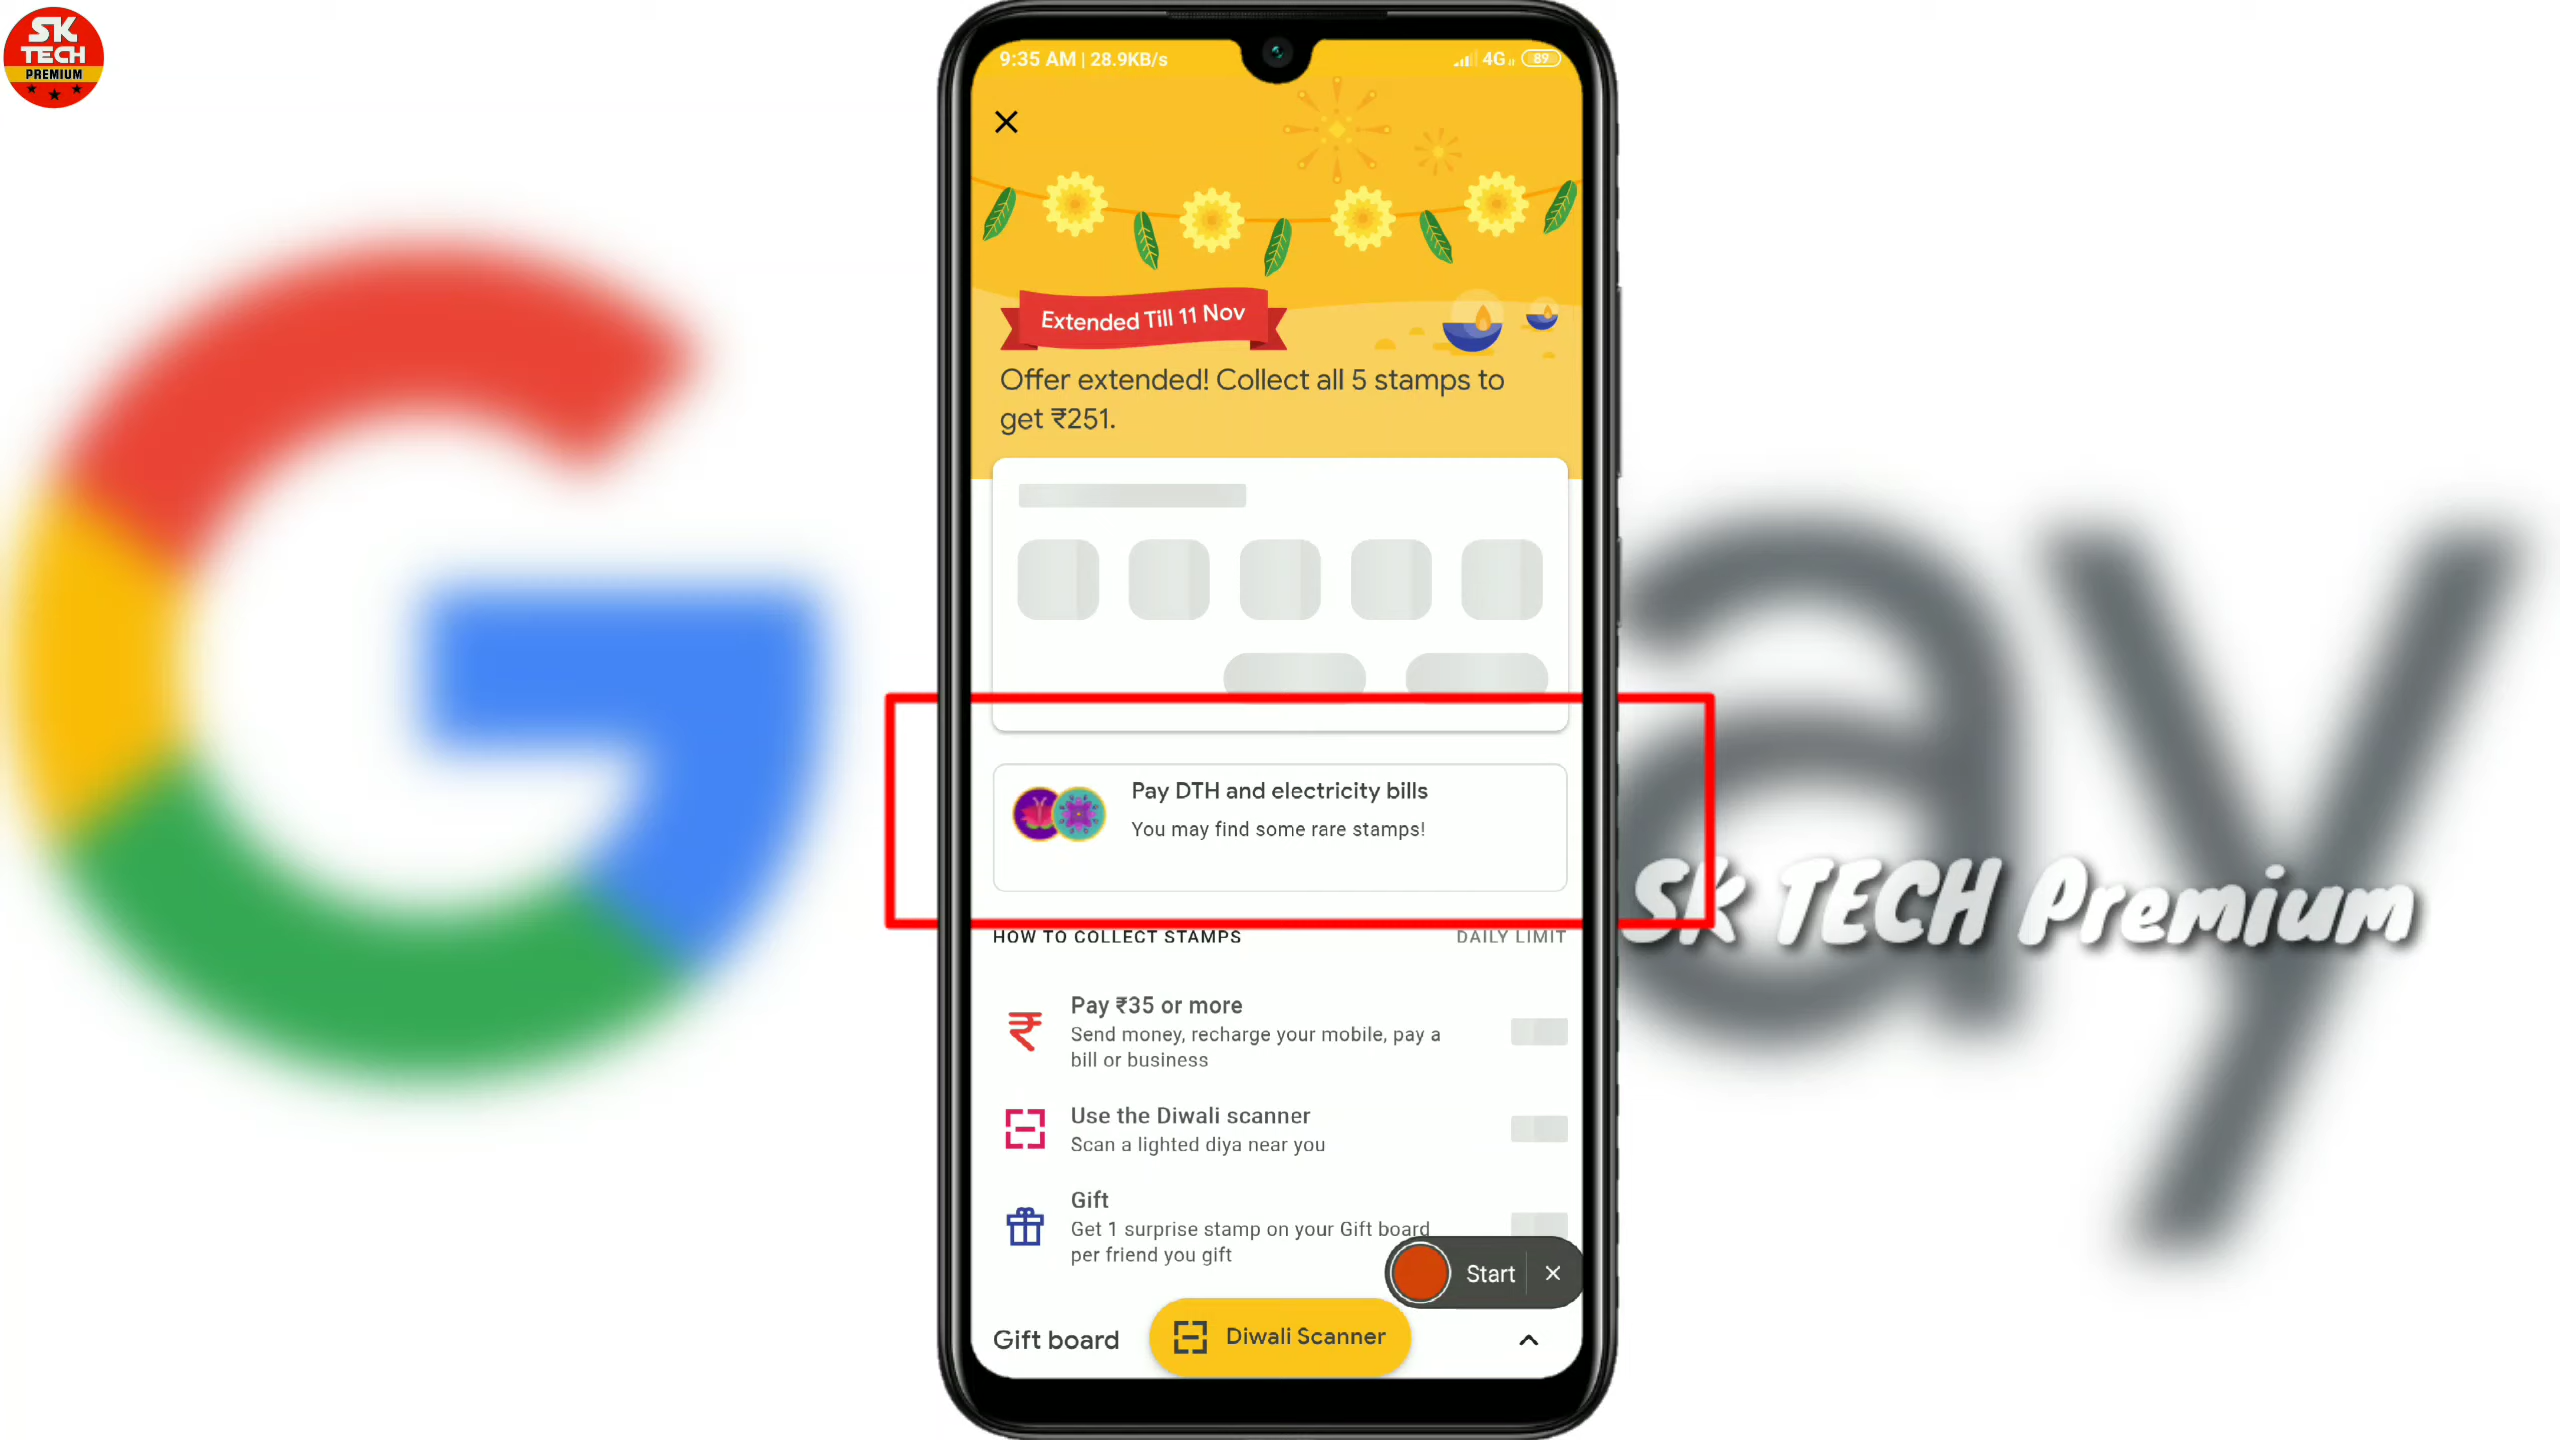 SK
TECH
PREMIUM
9:35 AM | 28.9KB/s
4G
89
Extended Till 11 Nov
Offer extended! Collect all 5 stamps to
get ₹251.
Pay DTH and electricity bills
You may find some rare stamps!
HOW TO COLLECT STAMPS
DAILY LIMIT
Pay ₹35 or more
Send money, recharge your mobile, pay a
bill or business
Use the Diwali scanner
Scan a lighted diya near you
Gift
Get 1 surprise stamp on your Gift board
per friend you gift
Start
Gift board
Diwali Scanner
G
ay
Sk TECH Premium